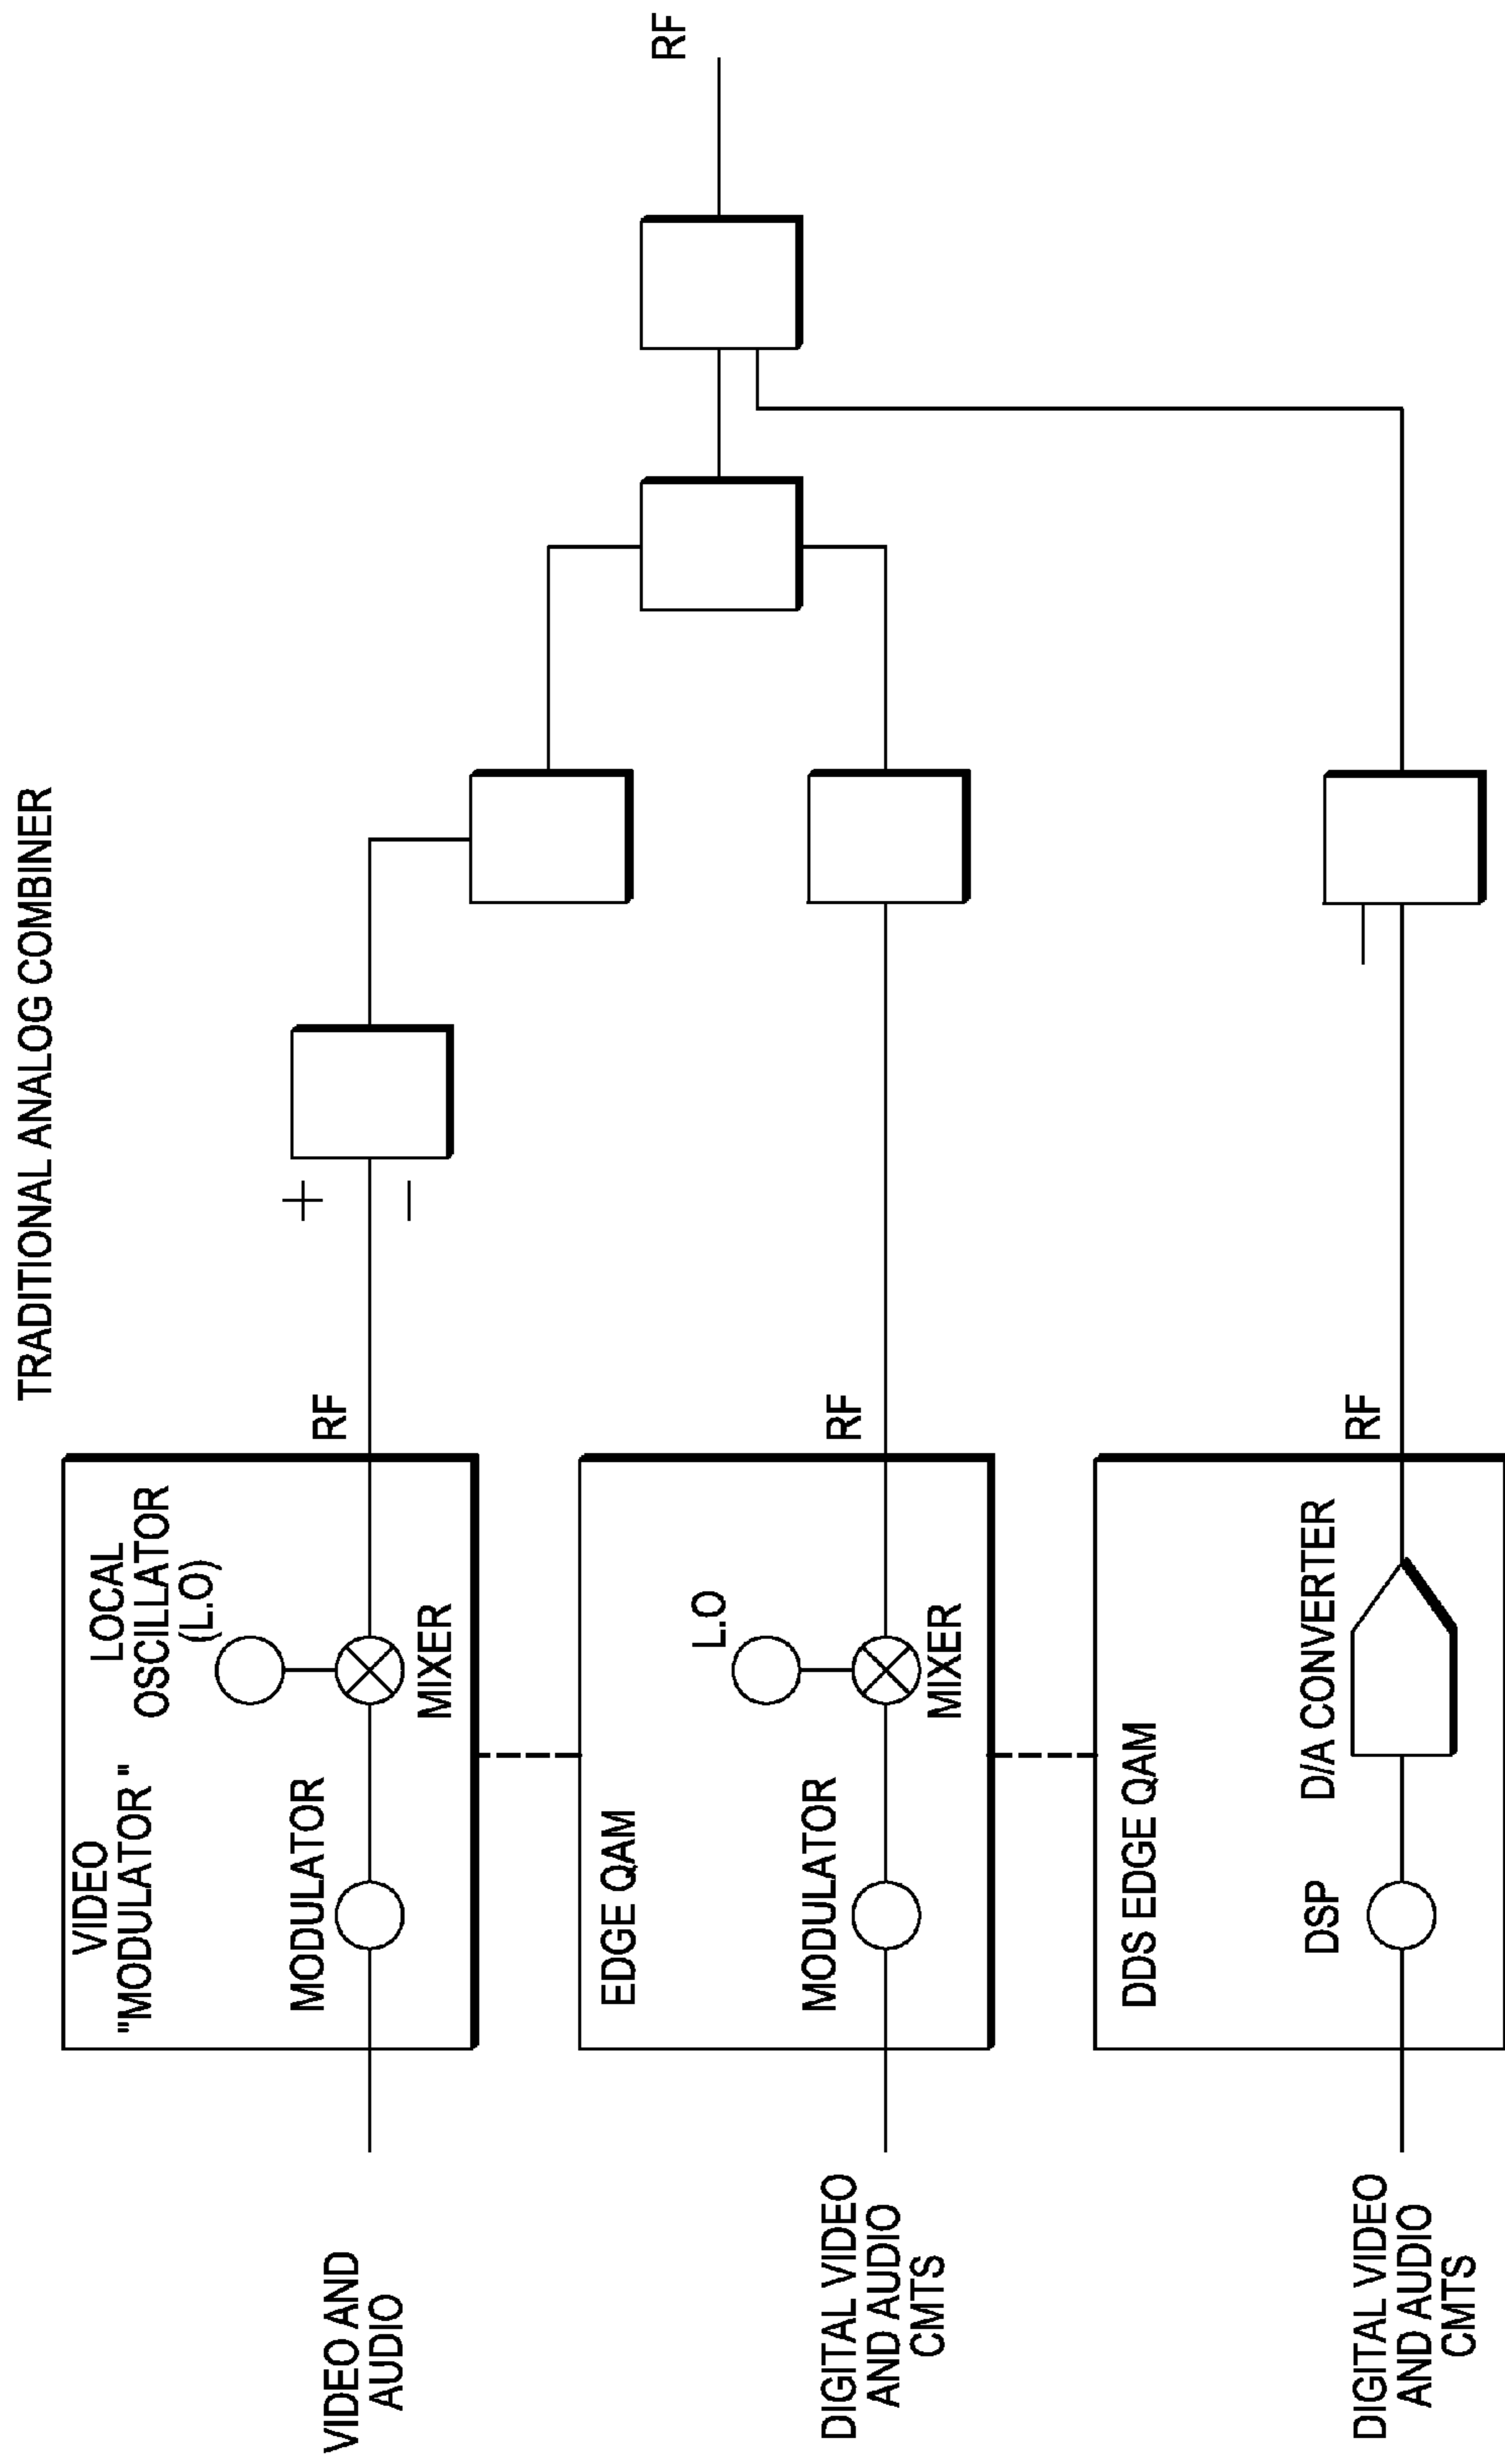 TRADITIONAL ANALOG COMBINER
VIDEO
"MODULATOR"
LOCAL
OSCILLATOR
(L.O)
MODULATOR
MIXER
RF
VIDEO AND
AUDIO
+
−
EDGE QAM
L.O
MODULATOR
MIXER
RF
DIGITAL VIDEO
AND AUDIO
CMTS
RF
DDS EDGE QAM
D/A CONVERTER
DSP
RF
DIGITAL VIDEO
AND AUDIO
CMTS